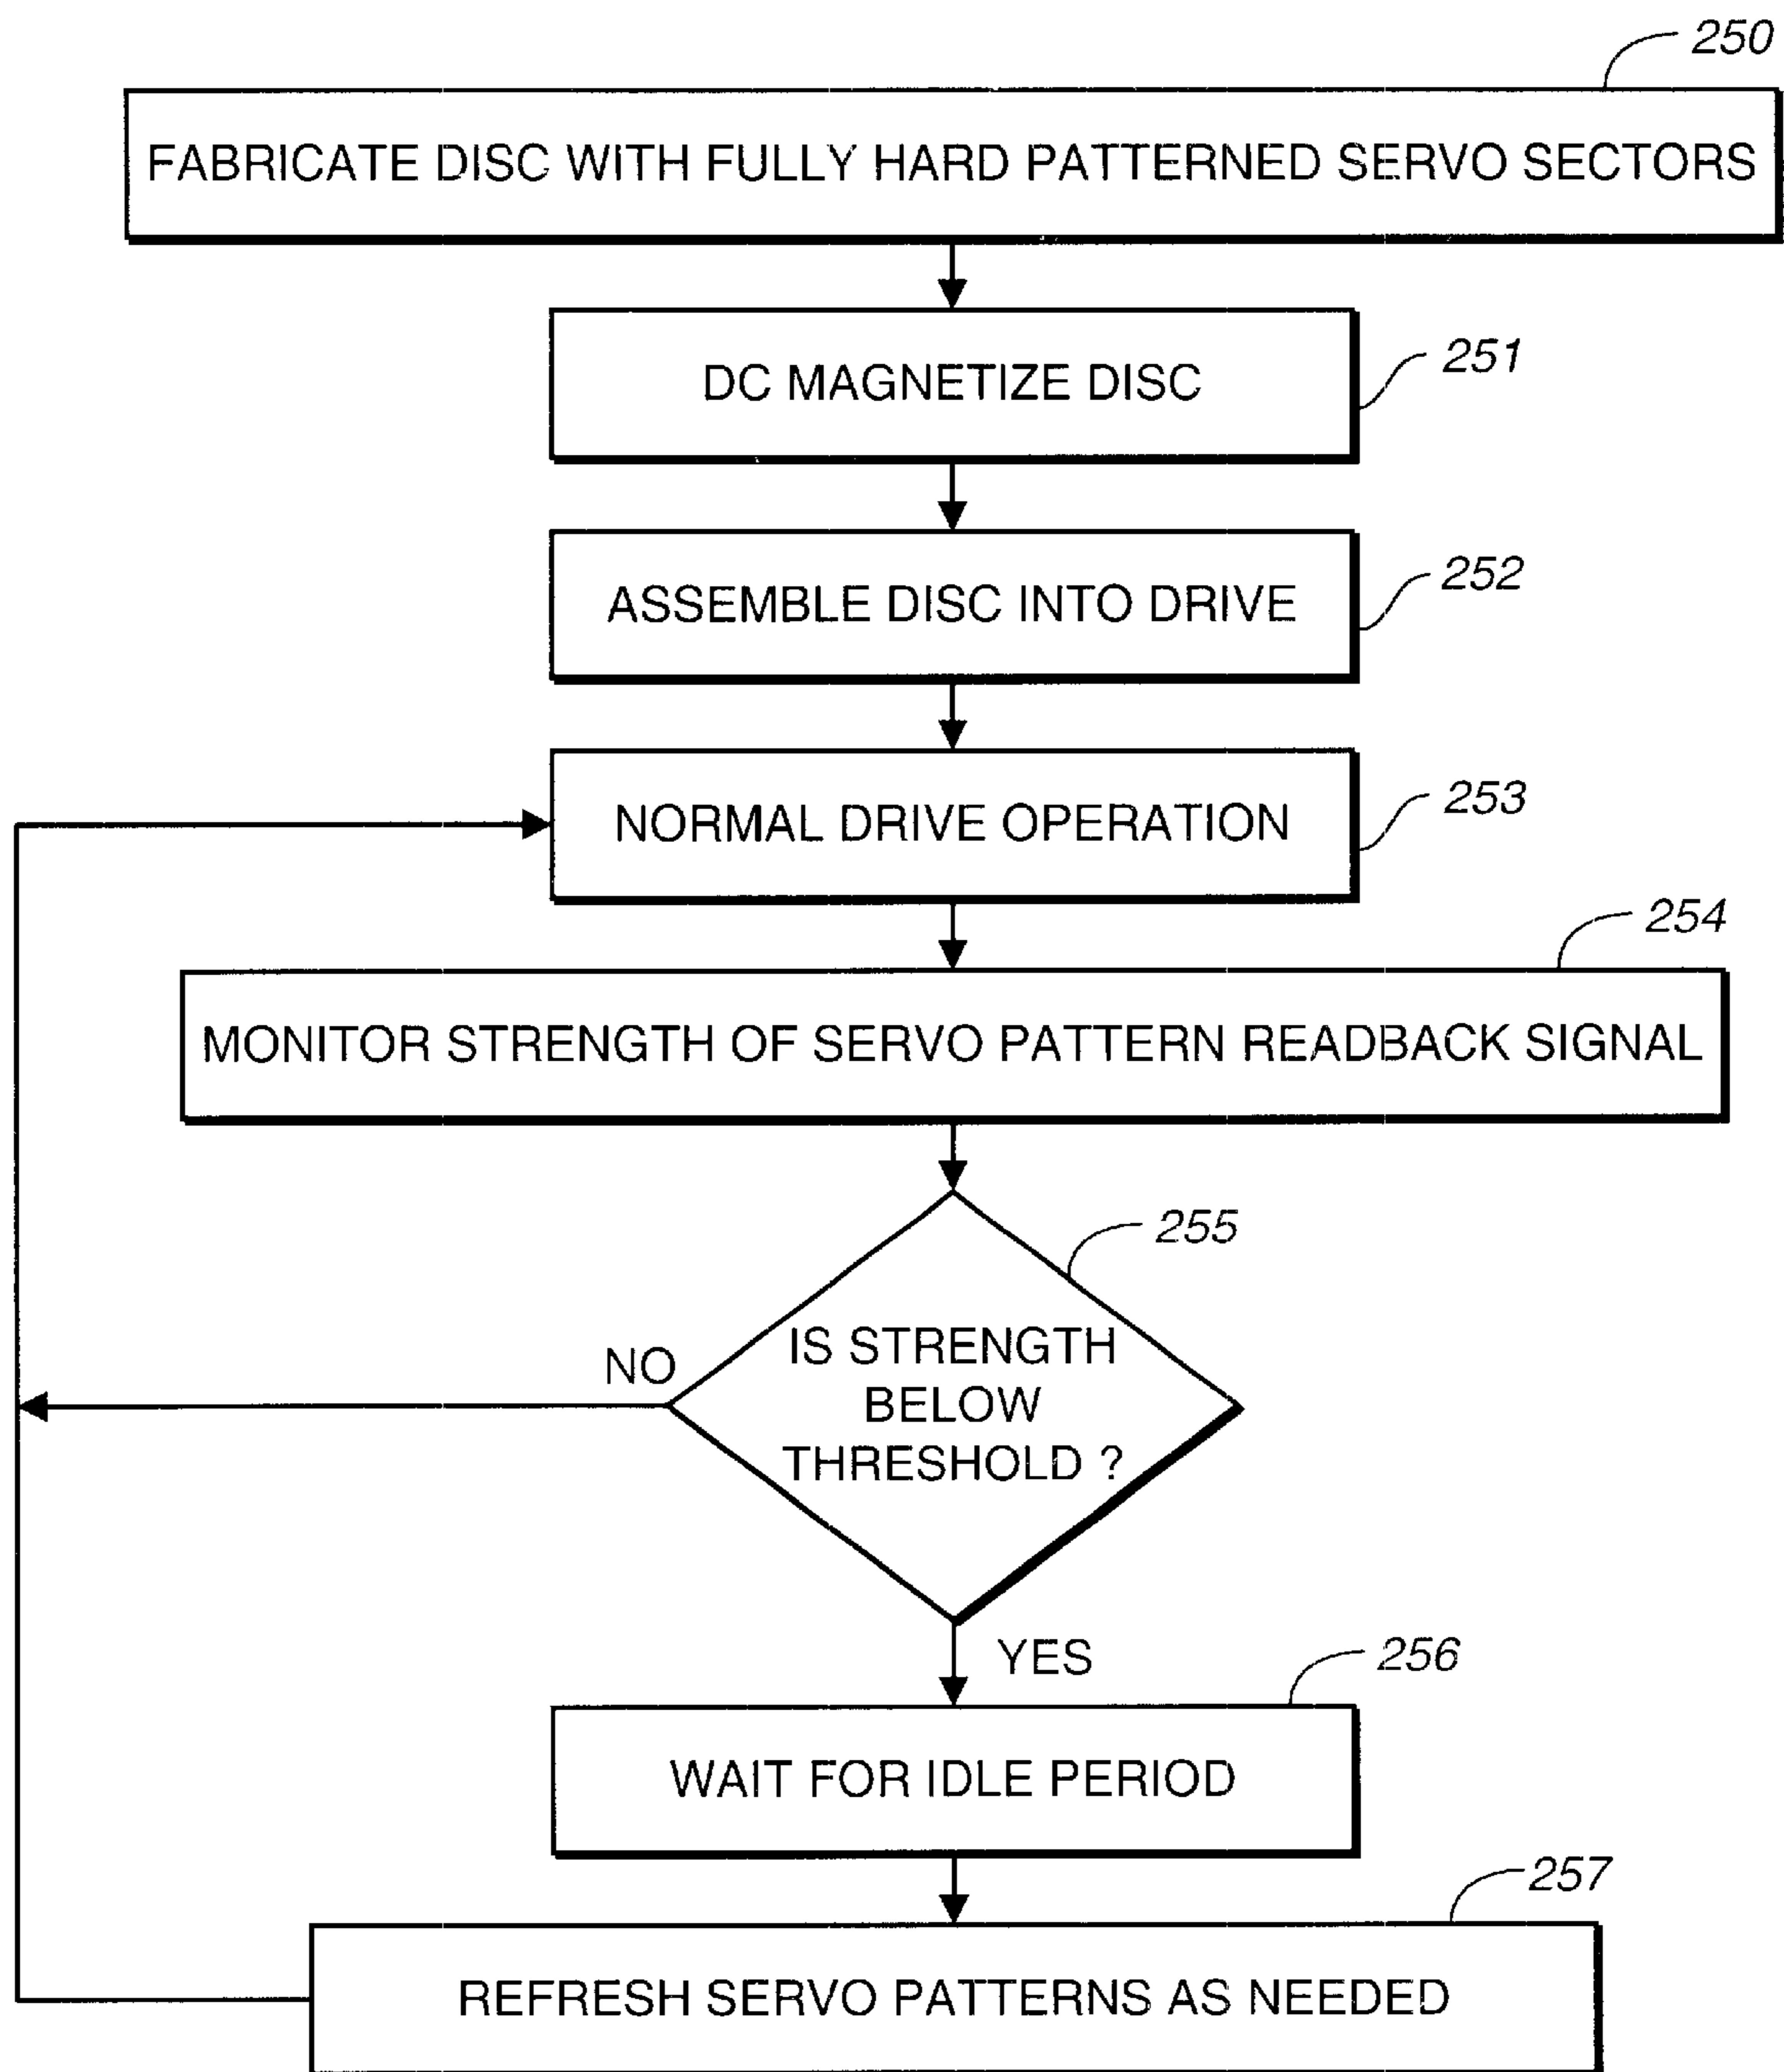 250
FABRICATE DISC WITH FULLY HARD PATTERNED SERVO SECTORS
DC MAGNETIZE DISC
251
ASSEMBLE DISC INTO DRIVE
252
NORMAL DRIVE OPERATION
253
254
MONITOR STRENGTH OF SERVO PATTERN READBACK SIGNAL
255
IS STRENGTH
BELOW
THRESHOLD ?
NO
YES
256
WAIT FOR IDLE PERIOD
257
REFRESH SERVO PATTERNS AS NEEDED